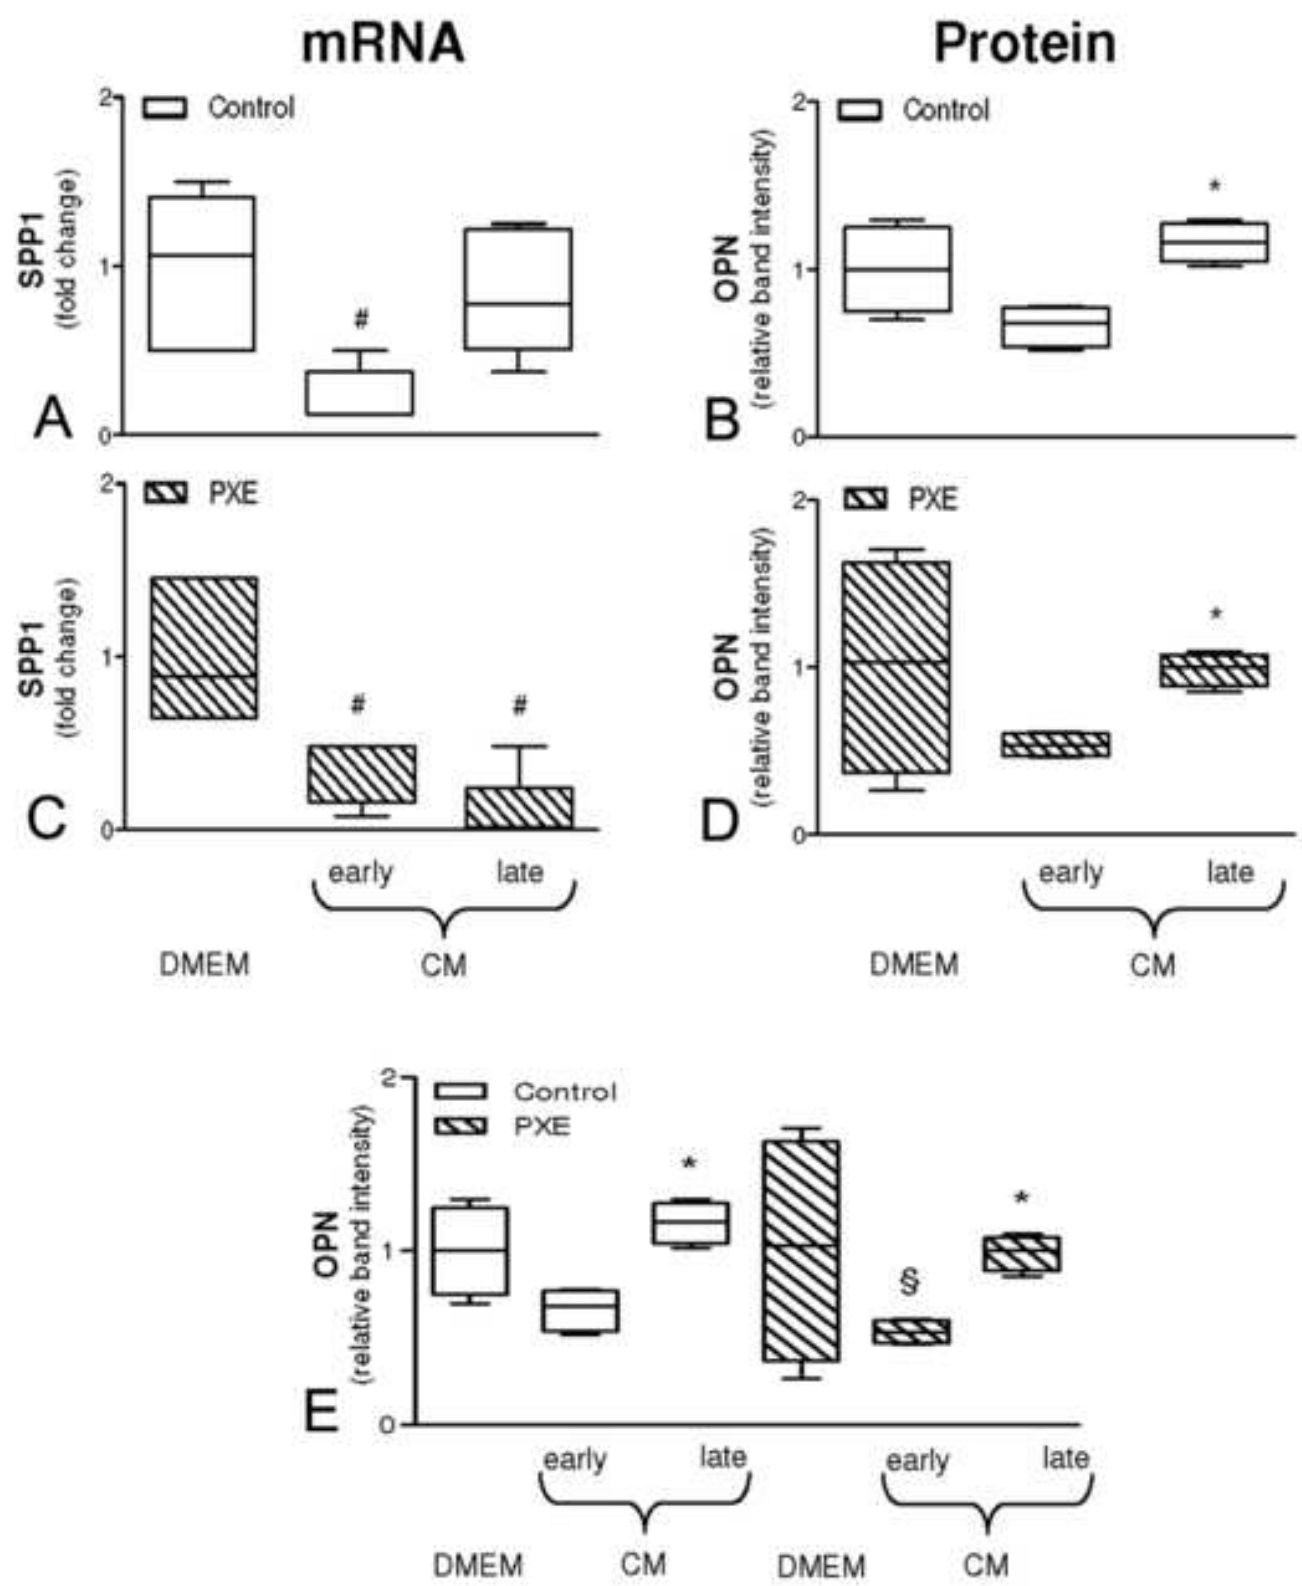 mRNA
Protein
2
Control
SPP1
(fold change)
1
#
0
A
2
Control
OPN
(relative band intensity)
*
1
0
B
2
PXE
SPP1
(fold change)
1
#
#
0
C
2
PXE
OPN
(relative band intensity)
*
1
0
D
early
late
DMEM
CM
early
late
DMEM
CM
2
Control
PXE
OPN
(relative band intensity)
*
*
1
§
0
E
early
late
early
late
DMEM
CM
DMEM
CM